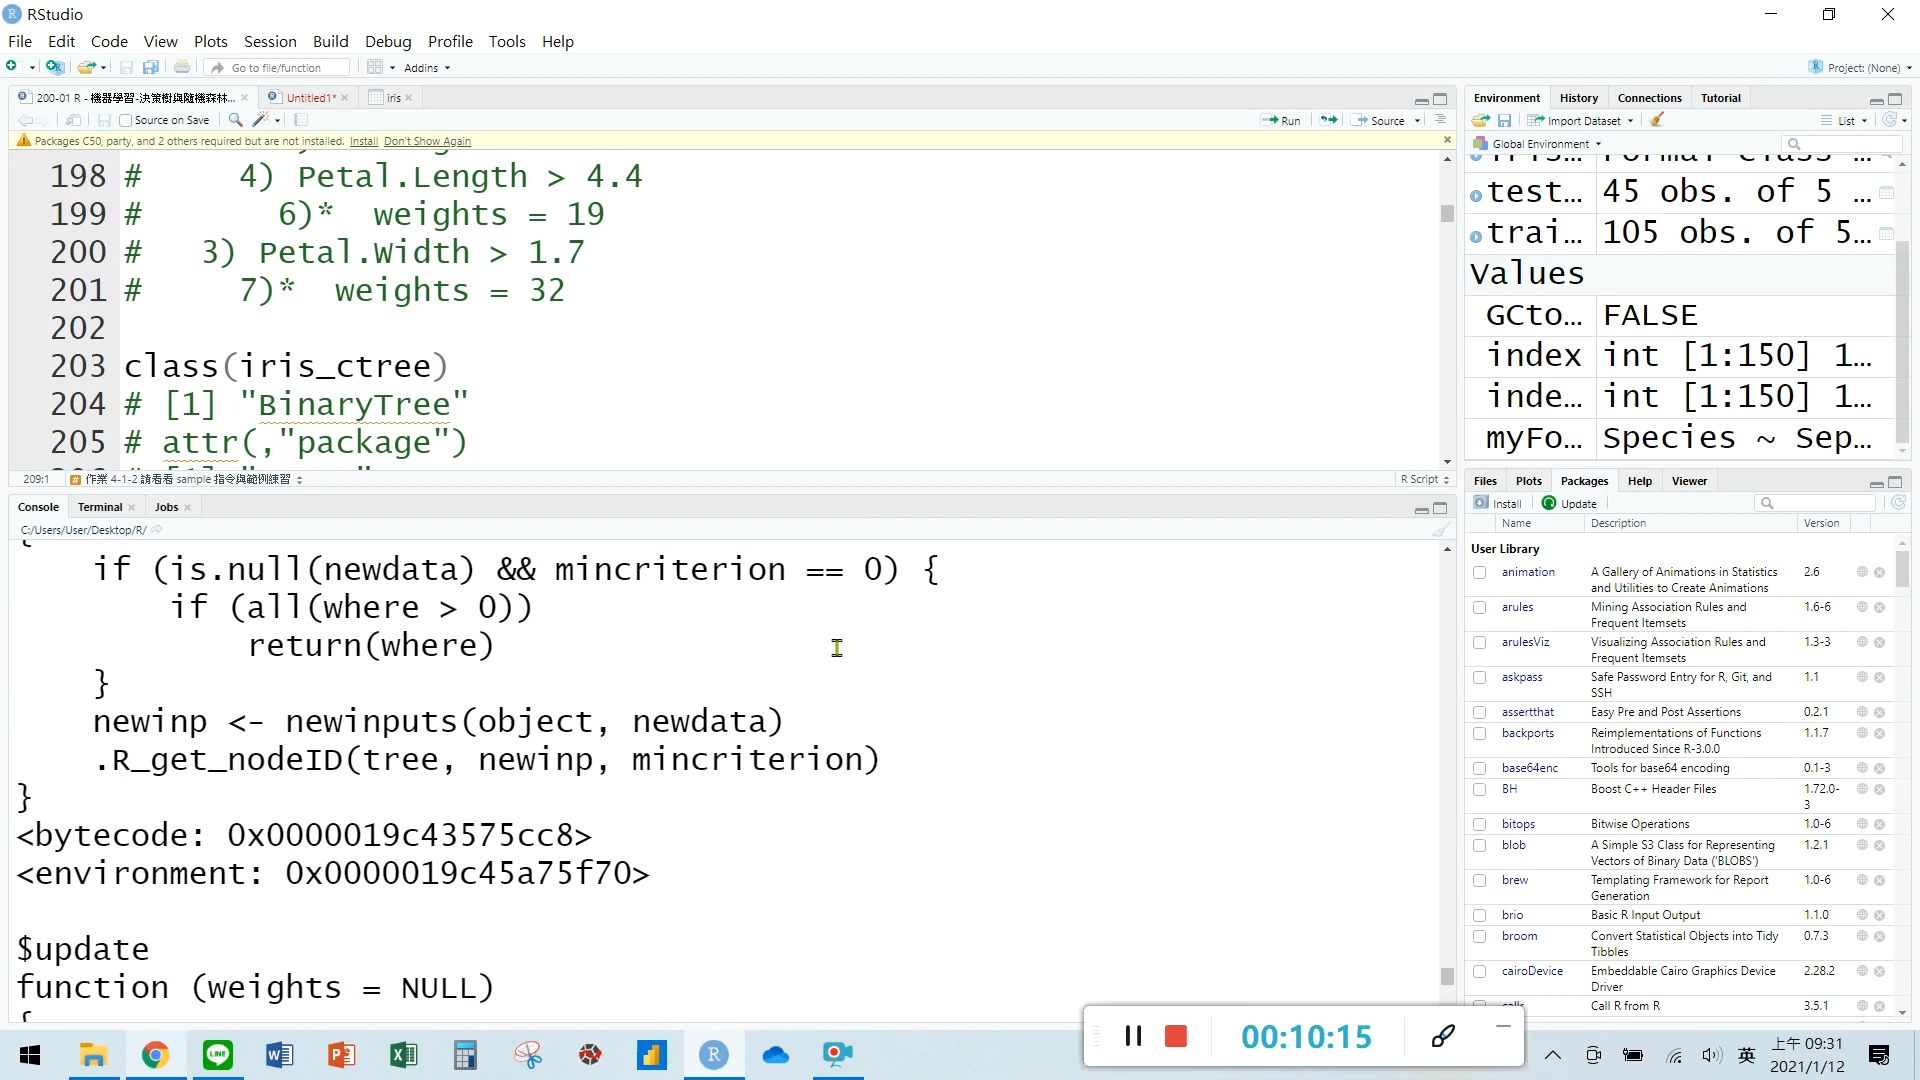 RStudio
File Edit Code View Plots Session Build Debug Profile Tools Help
Go to file/function Addins Project: (None)
200-01 R - 機器學習-決策樹與隨機森林... Untitled1* iris
Source on Save Run Source
Packages C50, party, and 2 others required but are not installed. Install Don't Show Again
198 # 4) Petal.Length > 4.4
199 # 6)* weights = 19
200 # 3) Petal.Width > 1.7
201 # 7)* weights = 32
202
203 class(iris_ctree)
204 # [1] "BinaryTree"
205 # attr(,"package")
209:1 # 作業 4-1-2 請看看 sample 指令與範例練習 R Script
Console Terminal Jobs
C:/Users/User/Desktop/R/
{
if (is.null(newdata) && mincriterion == 0) {
if (all(where > 0))
return(where)
}
newinp <- newinputs(object, newdata)
.R_get_nodeID(tree, newinp, mincriterion)
}
<bytecode: 0x0000019c43575cc8>
<environment: 0x0000019c45a75f70>
$update
function (weights = NULL)
{
Environment History Connections Tutorial
Import Dataset List
Global Environment
test... 45 obs. of 5 ...
trai... 105 obs. of 5...
Values
GCto... FALSE
index int [1:150] 1...
inde... int [1:150] 1...
myFo... Species ~ Sep...
Files Plots Packages Help Viewer
Install Update
Name Description Version
User Library
animation A Gallery of Animations in Statistics and Utilities to Create Animations 2.6
arules Mining Association Rules and Frequent Itemsets 1.6-6
arulesViz Visualizing Association Rules and Frequent Itemsets 1.3-3
askpass Safe Password Entry for R, Git, and SSH 1.1
assertthat Easy Pre and Post Assertions 0.2.1
backports Reimplementations of Functions Introduced Since R-3.0.0 1.1.7
base64enc Tools for base64 encoding 0.1-3
BH Boost C++ Header Files 1.72.0-3
bitops Bitwise Operations 1.0-6
blob A Simple S3 Class for Representing Vectors of Binary Data ('BLOBS') 1.2.1
brew Templating Framework for Report Generation 1.0-6
brio Basic R Input Output 1.1.0
broom Convert Statistical Objects into Tidy Tibbles 0.7.3
cairoDevice Embeddable Cairo Graphics Device Driver 2.28.2
callr Call R from R 3.5.1
00:10:15
英
上午 09:31
2021/1/12